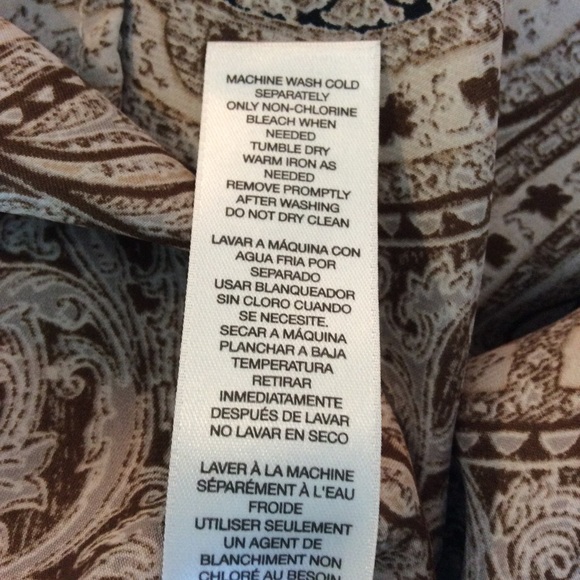 MACHINE WASH COLD
SEPARATELY
ONLY NON-CHLORINE
BLEACH WHEN
NEEDED
TUMBLE DRY
WARM IRON AS
NEEDED
REMOVE PROMPTLY
AFTER WASHING
DO NOT DRY CLEAN
LAVAR A MÁQUINA CON
AGUA FRIA POR
SEPARADO
USAR BLANQUEADOR
SIN CLORO CUANDO
SE NECESITE.
SECAR A MÁQUINA
PLANCHAR A BAJA
TEMPERATURA
RETIRAR
INMEDIATAMENTE
DESPUÉS DE LAVAR
NO LAVAR EN SECO
LAVER À LA MACHINE
SÉPARÉMENT À L'EAU
FROIDE
UTILISER SEULEMENT
UN AGENT DE
BLANCHIMENT NON
CHLORÉ AU BESOIN